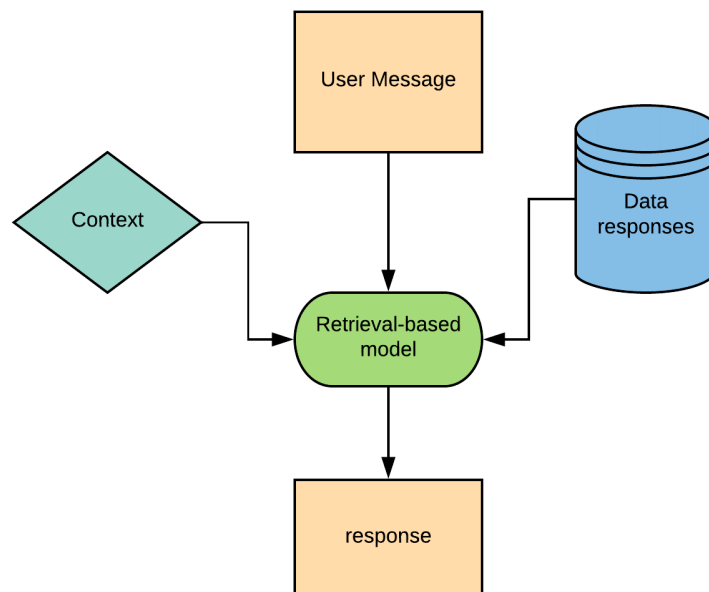 User Message
Context
Data
responses
Retrieval-based
model
response